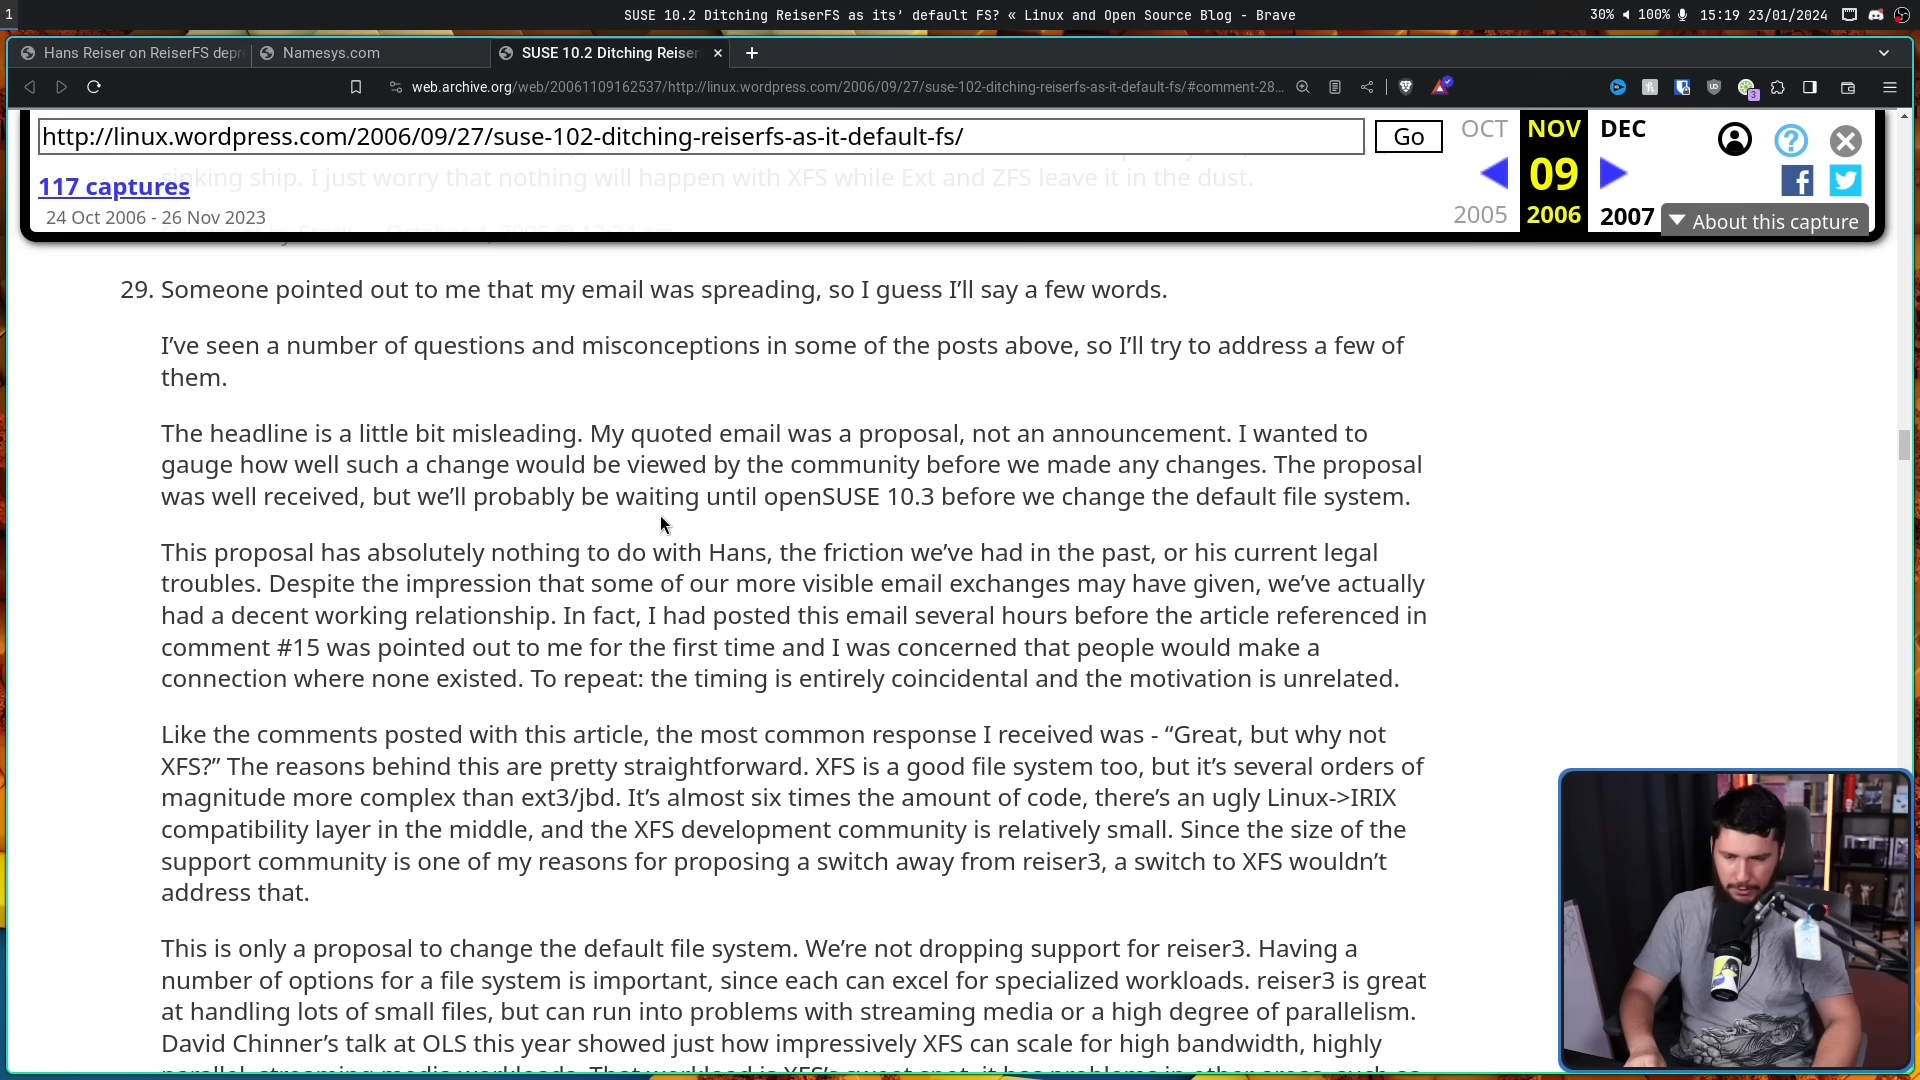 1
SUSE 10.2 Ditching ReiserFS as its’ default FS? « Linux and Open Source Blog - Brave
30% 100% 15:19 23/01/2024
Hans Reiser on ReiserFS depr
Namesys.com
SUSE 10.2 Ditching Reiser
web.archive.org/web/20061109162537/http://linux.wordpress.com/2006/09/27/suse-102-ditching-reiserfs-as-it-default-fs/#comment-28...
3
http://linux.wordpress.com/2006/09/27/suse-102-ditching-reiserfs-as-it-default-fs/
Go
OCT NOV DEC
117 captures
sinking ship. I just worry that nothing will happen with XFS while Ext and ZFS leave it in the dust.
09
24 Oct 2006 - 26 Nov 2023
2005 2006 2007
About this capture
29. Someone pointed out to me that my email was spreading, so I guess I’ll say a few words.
I’ve seen a number of questions and misconceptions in some of the posts above, so I’ll try to address a few of
them.
The headline is a little bit misleading. My quoted email was a proposal, not an announcement. I wanted to
gauge how well such a change would be viewed by the community before we made any changes. The proposal
was well received, but we’ll probably be waiting until openSUSE 10.3 before we change the default file system.
This proposal has absolutely nothing to do with Hans, the friction we’ve had in the past, or his current legal
troubles. Despite the impression that some of our more visible email exchanges may have given, we’ve actually
had a decent working relationship. In fact, I had posted this email several hours before the article referenced in
comment #15 was pointed out to me for the first time and I was concerned that people would make a
connection where none existed. To repeat: the timing is entirely coincidental and the motivation is unrelated.
Like the comments posted with this article, the most common response I received was - “Great, but why not
XFS?” The reasons behind this are pretty straightforward. XFS is a good file system too, but it’s several orders of
magnitude more complex than ext3/jbd. It’s almost six times the amount of code, there’s an ugly Linux->IRIX
compatibility layer in the middle, and the XFS development community is relatively small. Since the size of the
support community is one of my reasons for proposing a switch away from reiser3, a switch to XFS wouldn’t
address that.
This is only a proposal to change the default file system. We’re not dropping support for reiser3. Having a
number of options for a file system is important, since each can excel for specialized workloads. reiser3 is great
at handling lots of small files, but can run into problems with streaming media or a high degree of parallelism.
David Chinner’s talk at OLS this year showed just how impressively XFS can scale for high bandwidth, highly